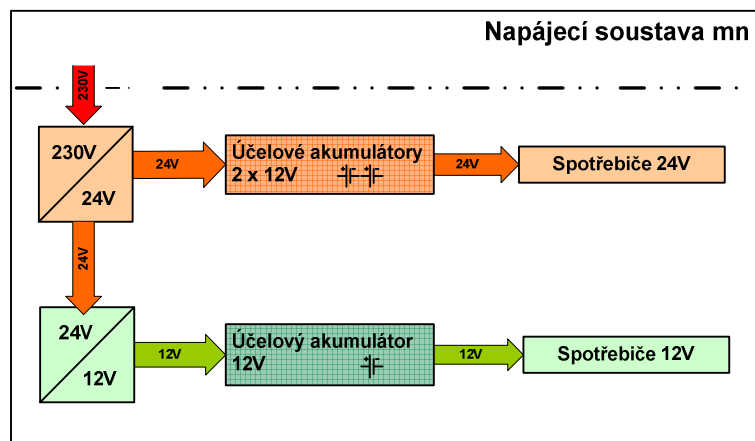 Napájecí soustava mn
230V
230V
24V
24V
Účelové akumulátory
2 x 12V
24V
Spotřebiče 24V
24V
24V
12V
12V
Účelový akumulátor
12V
12V
Spotřebiče 12V